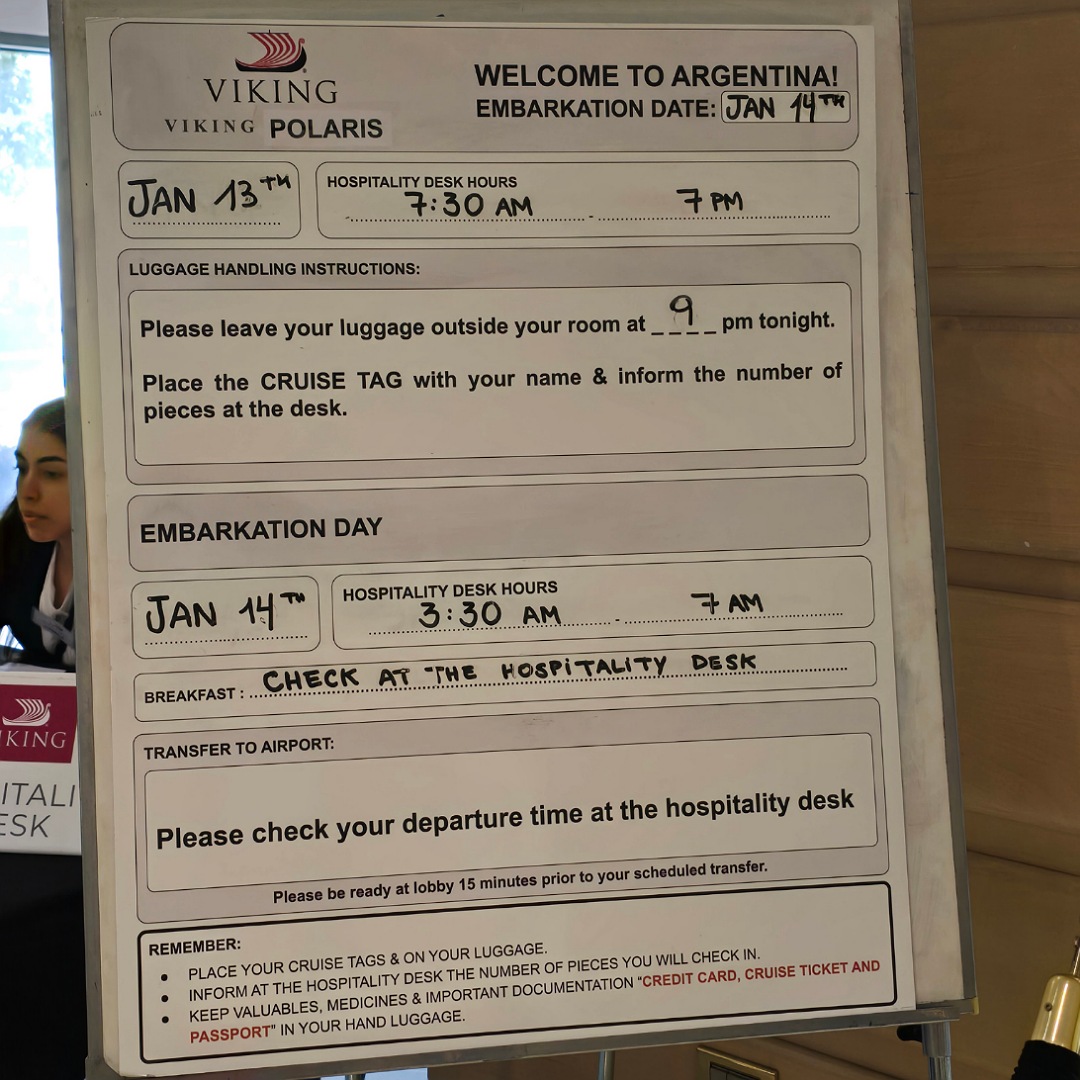 VIKING
VIKING POLARIS
WELCOME TO ARGENTINA!
EMBARKATION DATE: JAN 14TH
JAN 13TH
HOSPITALITY DESK HOURS
7:30 AM - 7 PM
LUGGAGE HANDLING INSTRUCTIONS:
Please leave your luggage outside your room at 9 pm tonight.
Place the CRUISE TAG with your name & inform the number of
pieces at the desk.
EMBARKATION DAY
JAN 14TH
HOSPITALITY DESK HOURS
3:30 AM - 7 AM
BREAKFAST : CHECK AT THE HOSPITALITY DESK
TRANSFER TO AIRPORT:
Please check your departure time at the hospitality desk
Please be ready at lobby 15 minutes prior to your scheduled transfer.
REMEMBER:
• PLACE YOUR CRUISE TAGS & ON YOUR LUGGAGE.
• INFORM AT THE HOSPITALITY DESK THE NUMBER OF PIECES YOU WILL CHECK IN.
• KEEP VALUABLES, MEDICINES & IMPORTANT DOCUMENTATION "CREDIT CARD, CRUISE TICKET AND
PASSPORT" IN YOUR HAND LUGGAGE.
IKING
ITALI
ESK